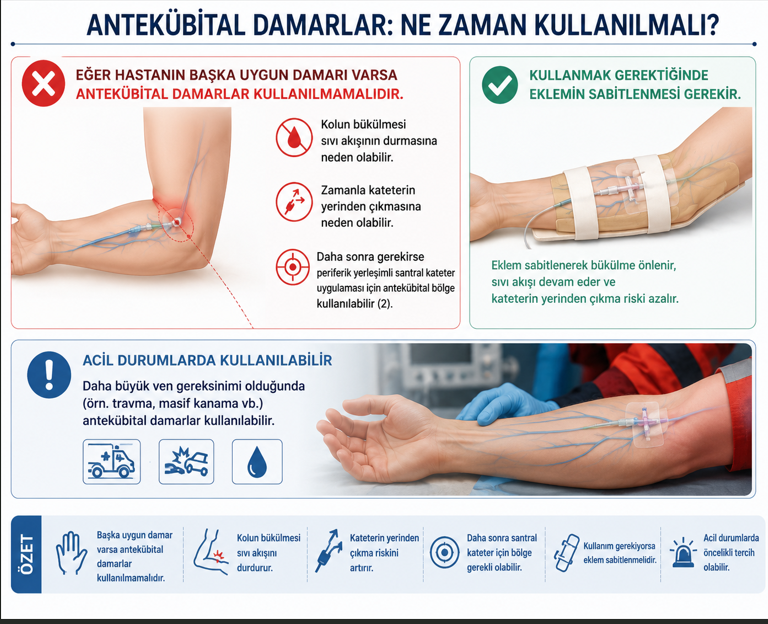 ANTEKÜBİTAL DAMARLAR: NE ZAMAN KULLANILMALI?
EĞER HASTANIN BAŞKA UYGUN DAMARI VARSA
ANTEKÜBİTAL DAMARLAR KULLANILMAMALIDIR.
Kolun bükülmesi
sıvı akışının durmasına
neden olabilir.
Zamanla kateterin
yerinden çıkmasına
neden olabilir.
Daha sonra gerekirse
periferik yerleşimli santral kateter
uygulaması için antekübital bölge
kullanılabilir (2).
KULLANMAK GEREKTİĞİNDE
EKLEMİN SABİTLENMESİ GEREKİR.
Eklem sabitlenerek bükülme önlenir,
sıvı akışı devam eder ve
kateterin yerinden çıkma riski azalır.
ACİL DURUMLARDA KULLANILABİLİR
Daha büyük ven gereksinimi olduğunda
(örn. travma, masif kanama vb.)
antekübital damarlar kullanılabilir.
ÖZET
Başka uygun damar
varsa antekübital
damarlar
kullanılmamalıdır.
Kolun bükülmesi
sıvı akışını
durdurur.
Kateterin yerinden
çıkma riskini
artırır.
Daha sonra santral
kateter için bölge
gerekli olabilir.
Kullanım gerekiyorsa
eklem sabitlenmelidir.
Acil durumlarda
öncelikli tercih
olabilir.